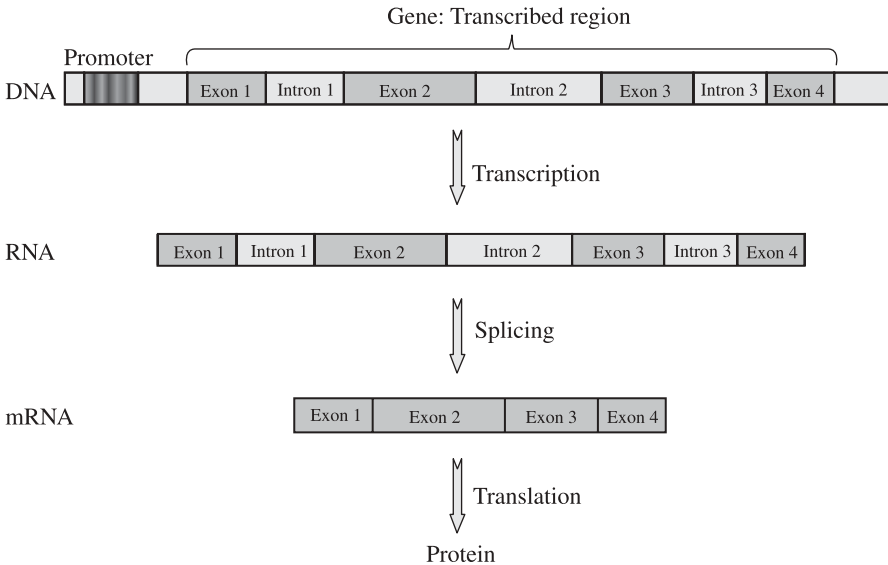 Gene: Transcribed region
Promoter
DNA Exon 1 Intron 1 Exon 2 Intron 2 Exon 3 Intron 3 Exon 4
Transcription
RNA Exon 1 Intron 1 Exon 2 Intron 2 Exon 3 Intron 3 Exon 4
Splicing
mRNA Exon 1 Exon 2 Exon 3 Exon 4
Translation
Protein